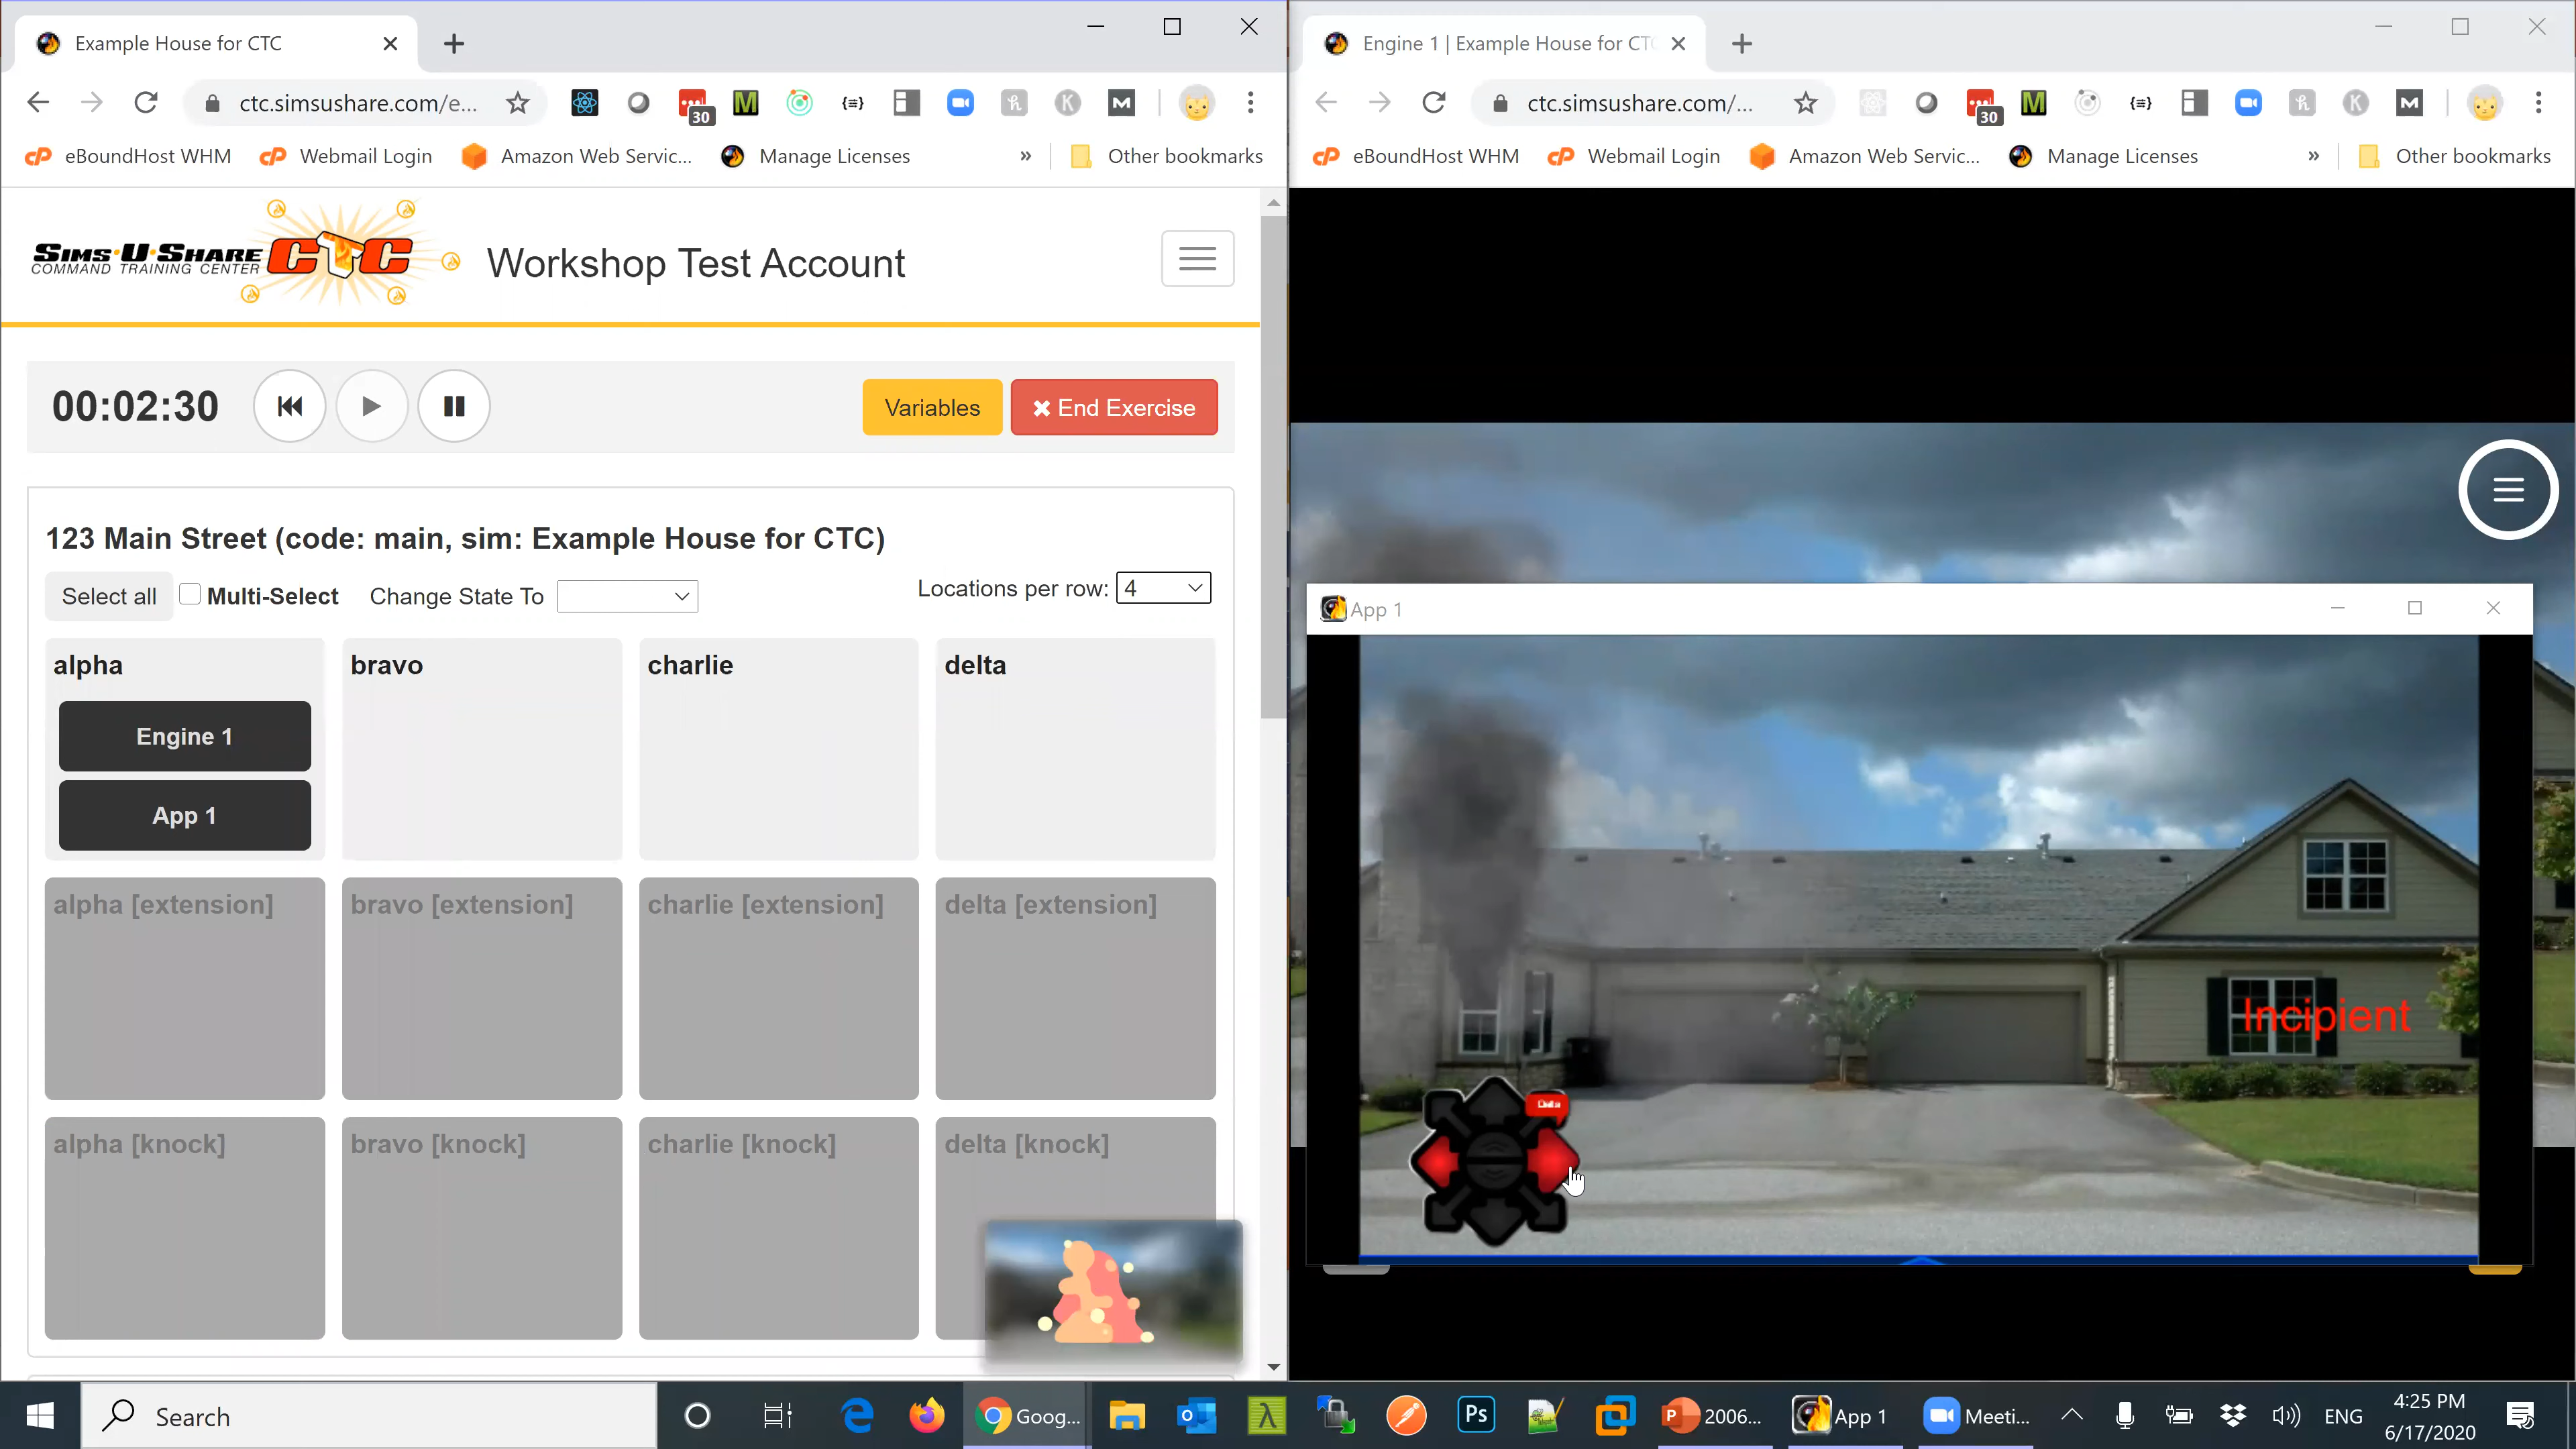 Example House for CTC
Engine 1 | Example House for CTC
ctc.simsushare.com/e...
30
ctc.simsushare.com/...
30
eBoundHost WHM
Webmail Login
Amazon Web Servic...
Manage Licenses
»
Other bookmarks
eBoundHost WHM
Webmail Login
Amazon Web Servic...
Manage Licenses
»
Other bookmarks
SIMS·U·SHARE CTC
COMMAND TRAINING CENTER
Workshop Test Account
00:02:30
Variables
End Exercise
123 Main Street (code: main, sim: Example House for CTC)
Select all
Multi-Select
Change State To
Locations per row: 4
alpha
bravo
charlie
delta
Engine 1
App 1
alpha [extension]
bravo [extension]
charlie [extension]
delta [extension]
alpha [knock]
bravo [knock]
charlie [knock]
delta [knock]
App 1
Incipient
Search
Goog...
Ps
2006...
App 1
Meeti...
ENG
4:25 PM
6/17/2020